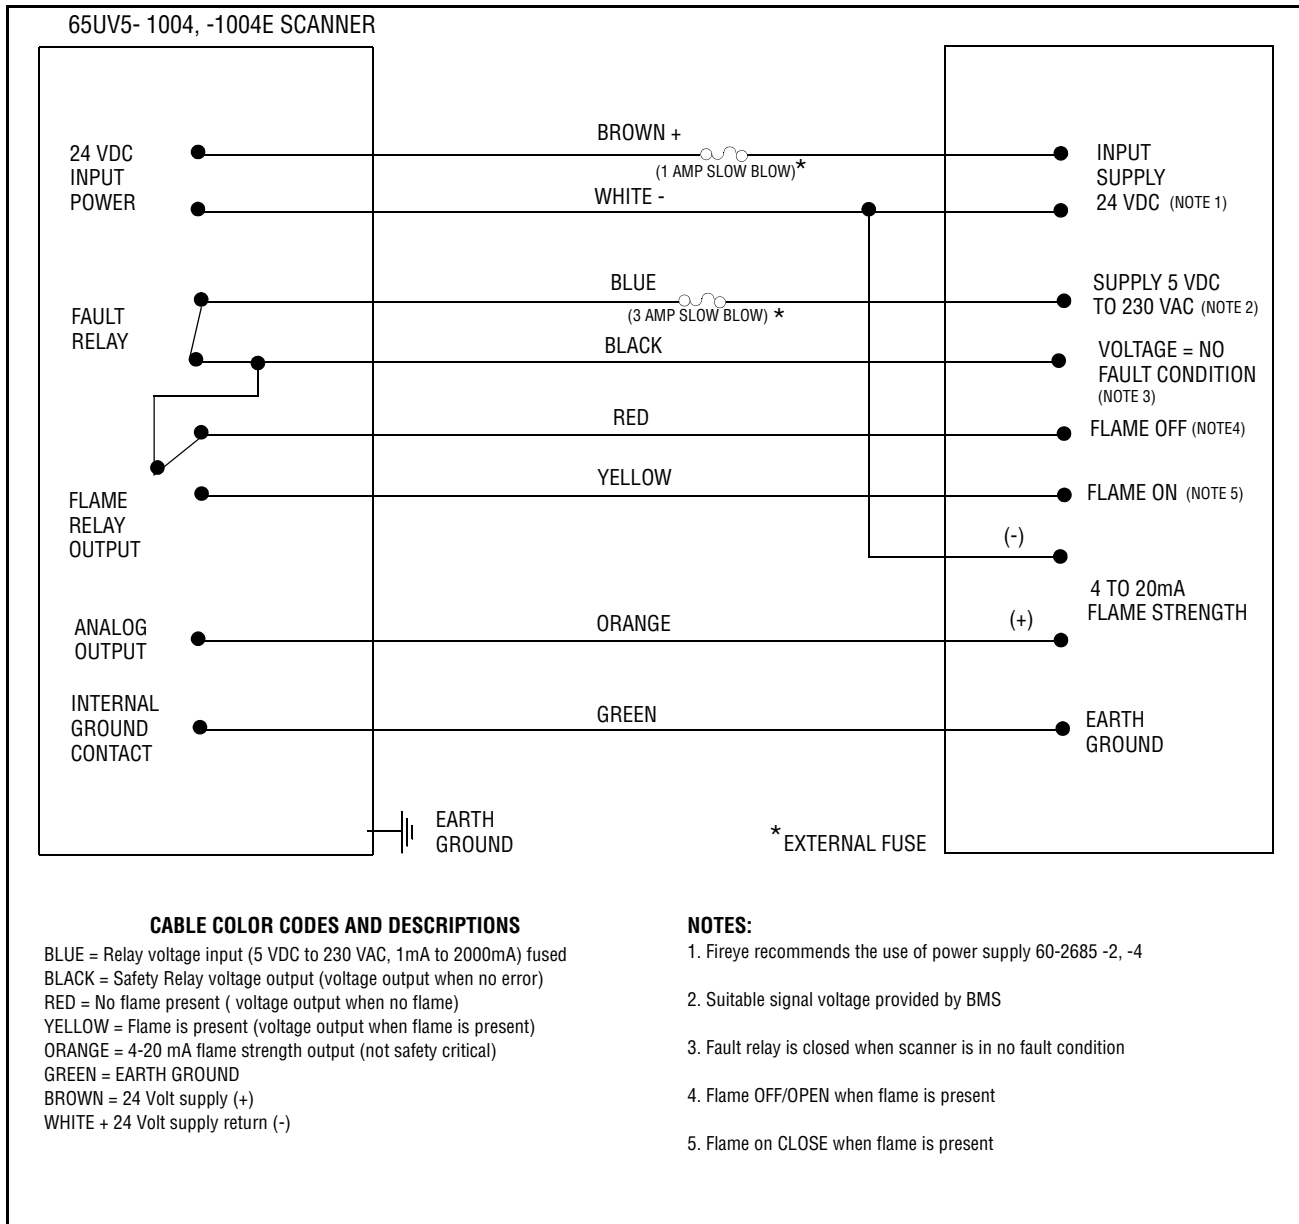 65UV5- 1004, -1004E SCANNER
24 VDC
INPUT
POWER
BROWN +
(1 AMP SLOW BLOW)*
WHITE -
INPUT
SUPPLY
24 VDC (NOTE 1)
FAULT
RELAY
BLUE
(3 AMP SLOW BLOW) *
BLACK
SUPPLY 5 VDC
TO 230 VAC (NOTE 2)
VOLTAGE = NO
FAULT CONDITION
(NOTE 3)
RED
FLAME OFF (NOTE4)
FLAME
RELAY
OUTPUT
YELLOW
FLAME ON (NOTE 5)
(-)
4 TO 20mA
FLAME STRENGTH
(+)
ANALOG
OUTPUT
ORANGE
INTERNAL
GROUND
CONTACT
GREEN
EARTH
GROUND
EARTH
GROUND
*EXTERNAL FUSE
CABLE COLOR CODES AND DESCRIPTIONS
BLUE = Relay voltage input (5 VDC to 230 VAC, 1mA to 2000mA) fused
BLACK = Safety Relay voltage output (voltage output when no error)
RED = No flame present ( voltage output when no flame)
YELLOW = Flame is present (voltage output when flame is present)
ORANGE = 4-20 mA flame strength output (not safety critical)
GREEN = EARTH GROUND
BROWN = 24 Volt supply (+)
WHITE + 24 Volt supply return (-)
NOTES:
1. Fireye recommends the use of power supply 60-2685 -2, -4
2. Suitable signal voltage provided by BMS
3. Fault relay is closed when scanner is in no fault condition
4. Flame OFF/OPEN when flame is present
5. Flame on CLOSE when flame is present